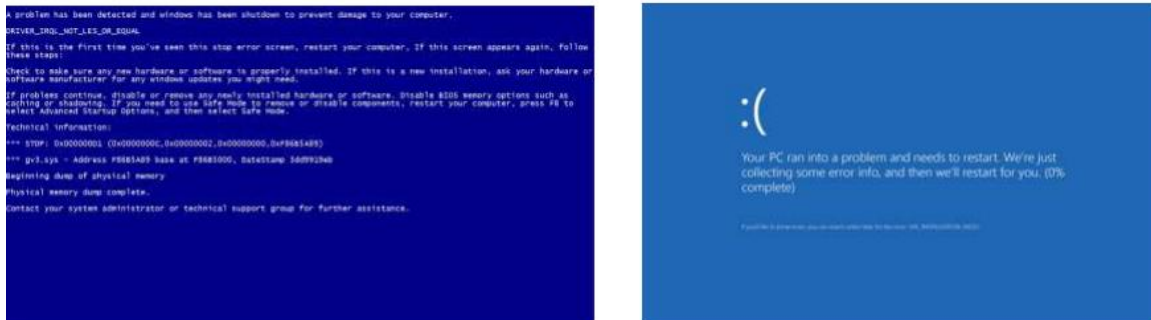 A problem has been detected and windows has been shutdown to prevent damage to your computer.
DRIVER_IRQL_NOT_LES_OR_EQUAL
If this is the first time you've seen this stop error screen, restart your computer, If this screen appears again, follow
these steps:
Check to make sure any new hardware or software is properly installed. If this is a new installation, ask your hardware or
software manufacturer for any windows updates you might need.
If problems continue, disable or remove any newly installed hardware or software. Disable BIOS memory options such as
caching or shadowing. If you need to use Safe Mode to remove or disable components, restart your computer, press F8 to
select Advanced Startup Options, and then select Safe Mode.
Technical information:
*** STOP: 0x000000D1 (0x0000000C,0x00000002,0x00000000,0xF86B5A89)
*** gv3.sys - Address F86B5A89 base at F86B5000, DateStamp
Beginning dump of physical memory
Physical memory dump complete.
Contact your system administrator or technical support group for further assistance.
:(
Your PC ran into a problem and needs to restart. We're just
collecting some error info, and then we'll restart for you. (0%
complete)